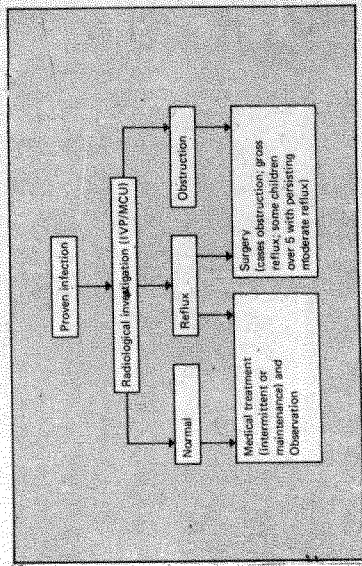 Proven infection
Radiological investigation (IVP/MCU)
Normal
Reflux
Obstruction
Medical treatment
(intermittent or
maintenance) and
Observation
Surgery
(cases obstruction, gross
reflux, some children
over 5 with persisting
moderate reflux)